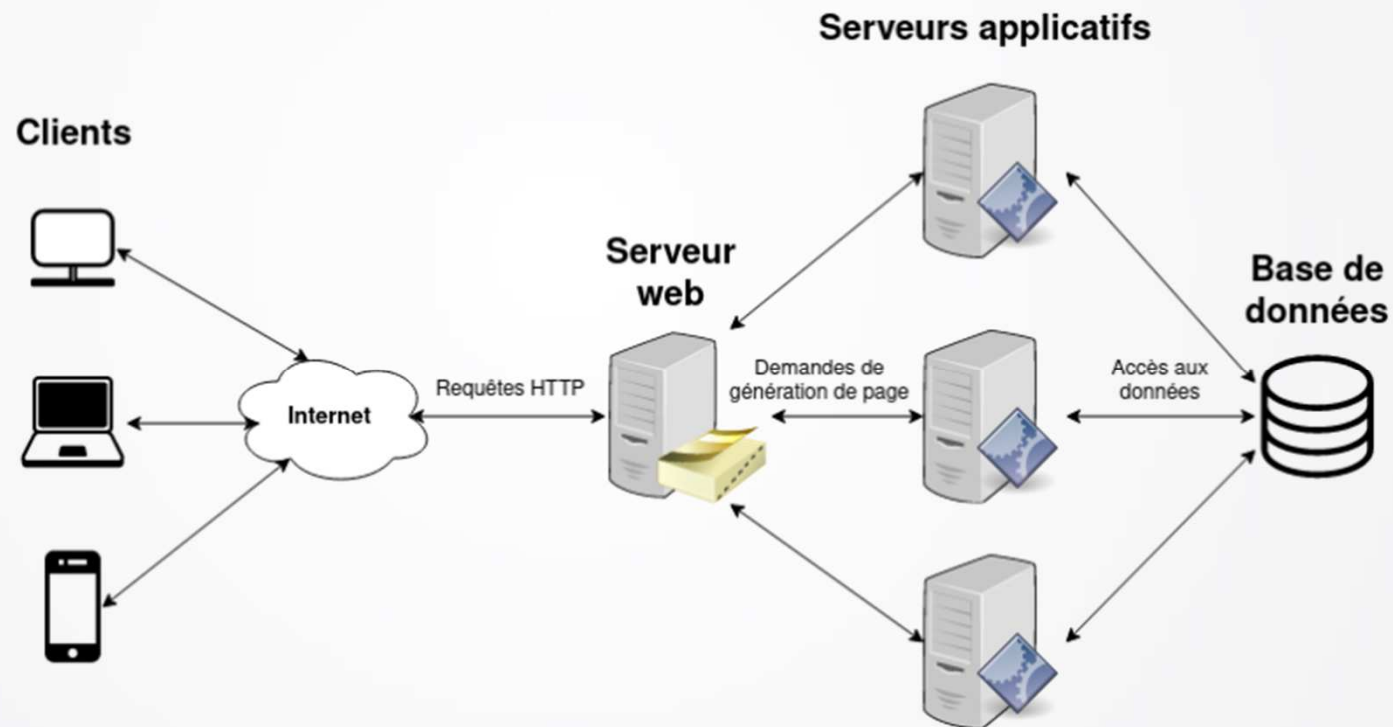 Serveurs applicatifs
Clients
Serveur
web
Base de
données
Internet
Requêtes HTTP
Demandes de
génération de page
Accès aux
données